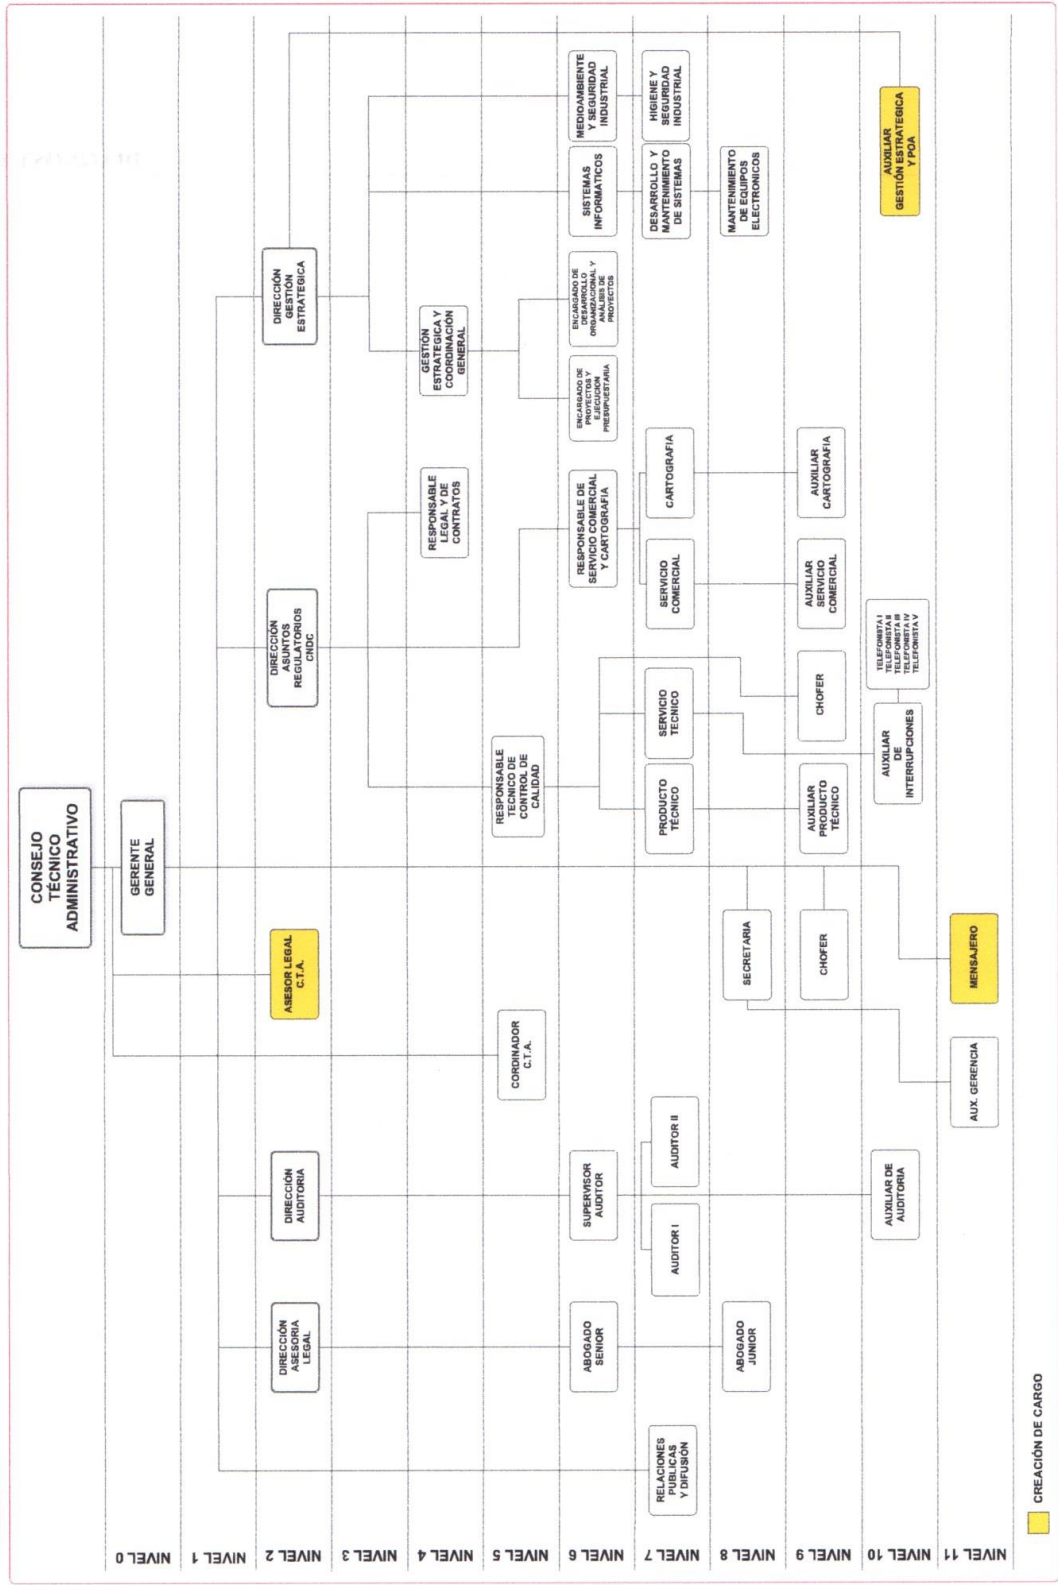 CONSEJO
TÉCNICO
ADMINISTRATIVO
NIVEL 0
GERENTE
GENERAL
NIVEL 1
NIVEL 2
DIRECCIÓN
ASESORIA
LEGAL
DIRECCIÓN
AUDITORIA
ASESOR LEGAL
C.T.A.
DIRECCIÓN
ASUNTOS
REGULATORIOS
CNDC
DIRECCIÓN
GESTIÓN
ESTRATEGICA
NIVEL 3
NIVEL 4
RESPONSABLE
LEGAL Y DE
CONTRATOS
GESTIÓN
ESTRATEGICA Y
COORDINACIÓN
GENERAL
NIVEL 5
CORDINADOR
C.T.A.
RESPONSABLE
TECNICO DE
CONTROL DE
CALIDAD
NIVEL 6
ABOGADO
SENIOR
SUPERVISOR
AUDITOR
RESPONSABLE DE
SERVICIO COMERCIAL
Y CARTOGRAFIA
ENCARGADO DE
PROYECTOS Y
EJECUCION
PRESUPUESTARIA
ENCARGADO DE
DESARROLLO
ORGANIZACIONAL Y
ANÁLISIS DE
PROYECTOS
SISTEMAS
INFORMATICOS
MEDIOAMBIENTE
Y SEGURIDAD
INDUSTRIAL
NIVEL 7
RELACIONES
PUBLICAS
Y DIFUSIÓN
AUDITOR I
AUDITOR II
PRODUCTO
TÉCNICO
SERVICIO
TECNICO
SERVICIO
COMERCIAL
CARTOGRAFIA
DESARROLLO Y
MANTENIMIENTO
DE SISTEMAS
HIGIENE Y
SEGURIDAD
INDUSTRIAL
NIVEL 8
ABOGADO
JUNIOR
SECRETARIA
MANTENIMIENTO
DE EQUIPOS
ELECTRONICOS
NIVEL 9
CHOFER
AUXILIAR
PRODUCTO
TÉCNICO
CHOFER
AUXILIAR
SERVICIO
COMERCIAL
AUXILIAR
CARTOGRAFIA
NIVEL 10
AUXILIAR DE
AUDITORIA
AUXILIAR
DE
INTERRUPCIONES
TELEFONISTA I
TELEFONISTA II
TELEFONISTA III
TELEFONISTA IV
TELEFONISTA V
AUXILIAR
GESTIÓN ESTRATEGICA
Y POA
NIVEL 11
AUX. GERENCIA
MENSAJERO
CREACIÓN DE CARGO